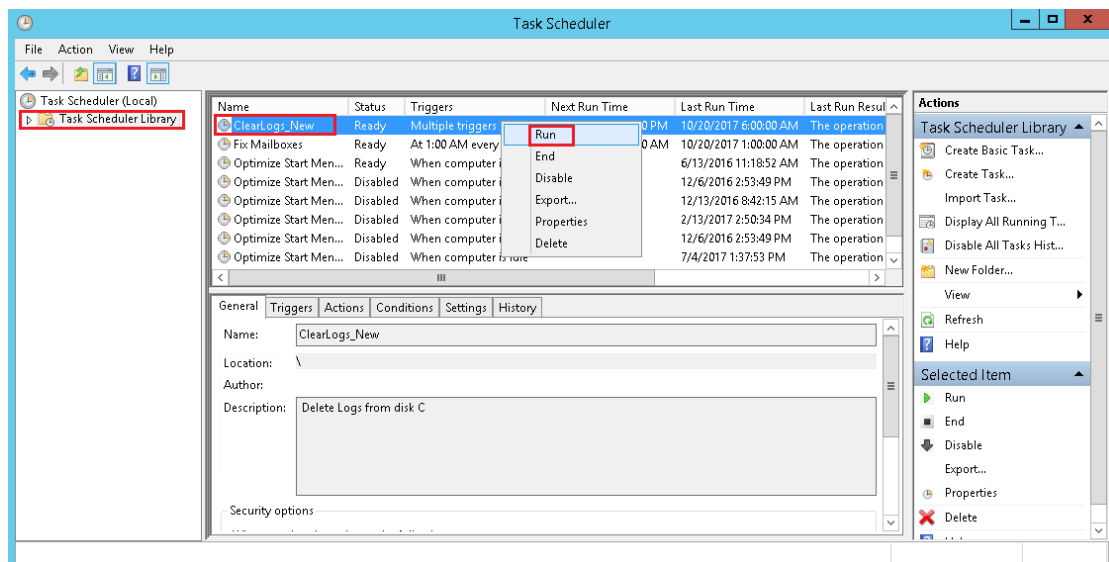 Task Scheduler
File Action View Help
Task Scheduler (Local)
Task Scheduler Library
Name Status Triggers Next Run Time Last Run Time Last Run Resul
ClearLogs_New Ready Multiple triggers 0 PM 10/20/2017 6:00:00 AM The operation
Fix Mailboxes Ready At 1:00 AM every 0 AM 10/20/2017 1:00:00 AM The operation
Optimize Start Men... Ready When computer i 6/13/2016 11:18:52 AM The operation
Optimize Start Men... Disabled When computer i 12/6/2016 2:53:49 PM The operation
Optimize Start Men... Disabled When computer i 12/13/2016 8:42:15 AM The operation
Optimize Start Men... Disabled When computer i 2/13/2017 2:50:34 PM The operation
Optimize Start Men... Disabled When computer i 12/6/2016 2:53:49 PM The operation
Optimize Start Men... Disabled When computer is idle 7/4/2017 1:37:53 PM The operation
Run
End
Disable
Export...
Properties
Delete
General Triggers Actions Conditions Settings History
Name: ClearLogs_New
Location: \
Author:
Description: Delete Logs from disk C
Security options
Actions
Task Scheduler Library
Create Basic Task...
Create Task...
Import Task...
Display All Running T...
Disable All Tasks Hist...
New Folder...
View
Refresh
Help
Selected Item
Run
End
Disable
Export...
Properties
Delete